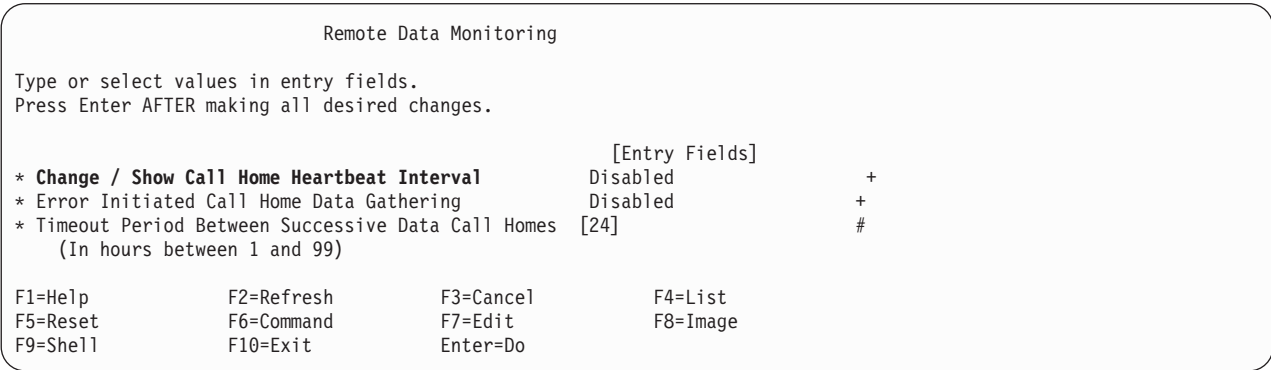 Remote Data Monitoring
Type or select values in entry fields.
Press Enter AFTER making all desired changes.
[Entry Fields]
* Change / Show Call Home Heartbeat Interval Disabled +
* Error Initiated Call Home Data Gathering Disabled +
* Timeout Period Between Successive Data Call Homes [24] #
(In hours between 1 and 99)
F1=Help F2=Refresh F3=Cancel F4=List
F5=Reset F6=Command F7=Edit F8=Image
F9=Shell F10=Exit Enter=Do